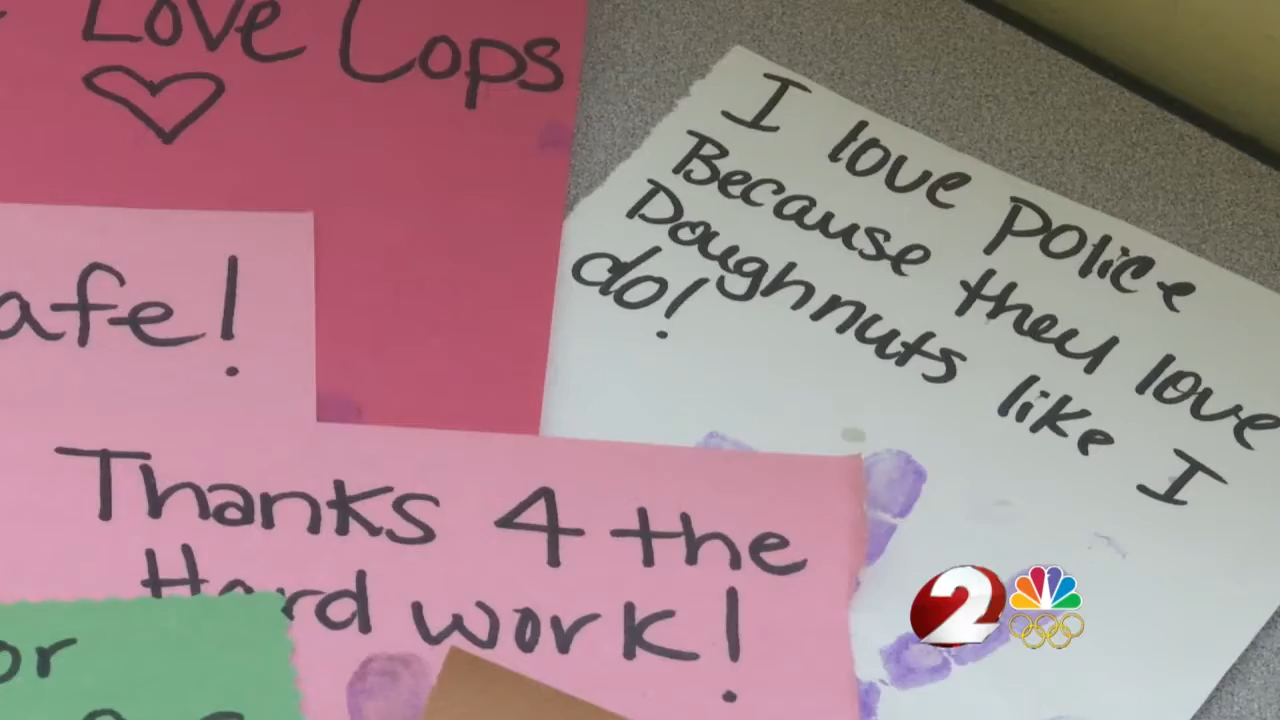 Love Cops
I love police
Because they love
Doughnuts like I
do!
afe!
Thanks 4 the
Hard work!
or
2